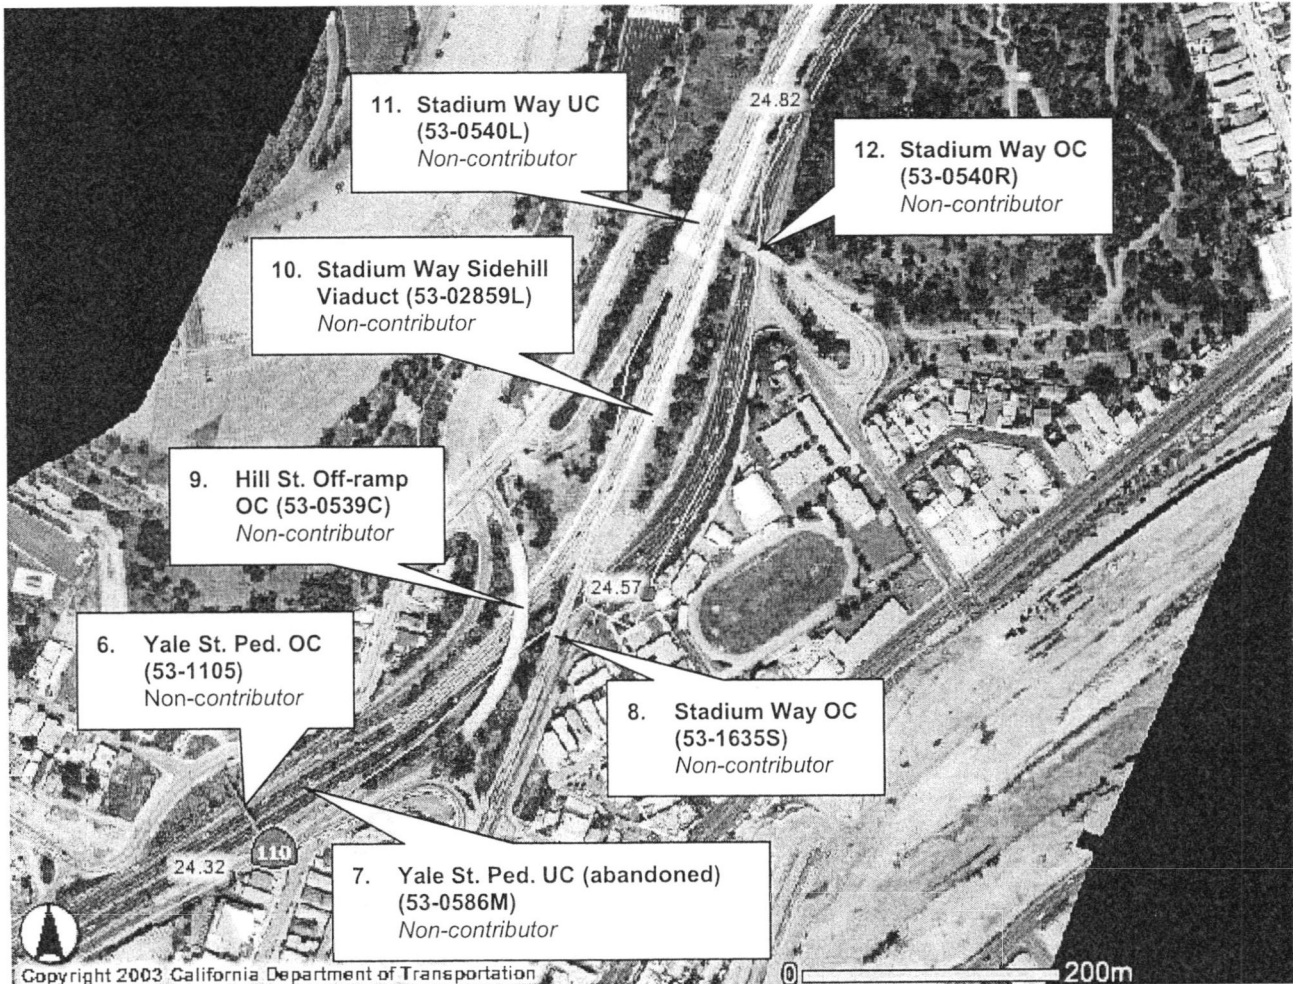 24.82
11. Stadium Way UC
(53-0540L)
Non-contributor
12. Stadium Way OC
(53-0540R)
Non-contributor
10. Stadium Way Sidehill
Viaduct (53-02859L)
Non-contributor
9. Hill St. Off-ramp
OC (53-0539C)
Non-contributor
24.57
6. Yale St. Ped. OC
(53-1105)
Non-contributor
8. Stadium Way OC
(53-1635S)
Non-contributor
110
24.32
7. Yale St. Ped. UC (abandoned)
(53-0586M)
Non-contributor
Copyright 2003 California Department of Transportation
0 200m